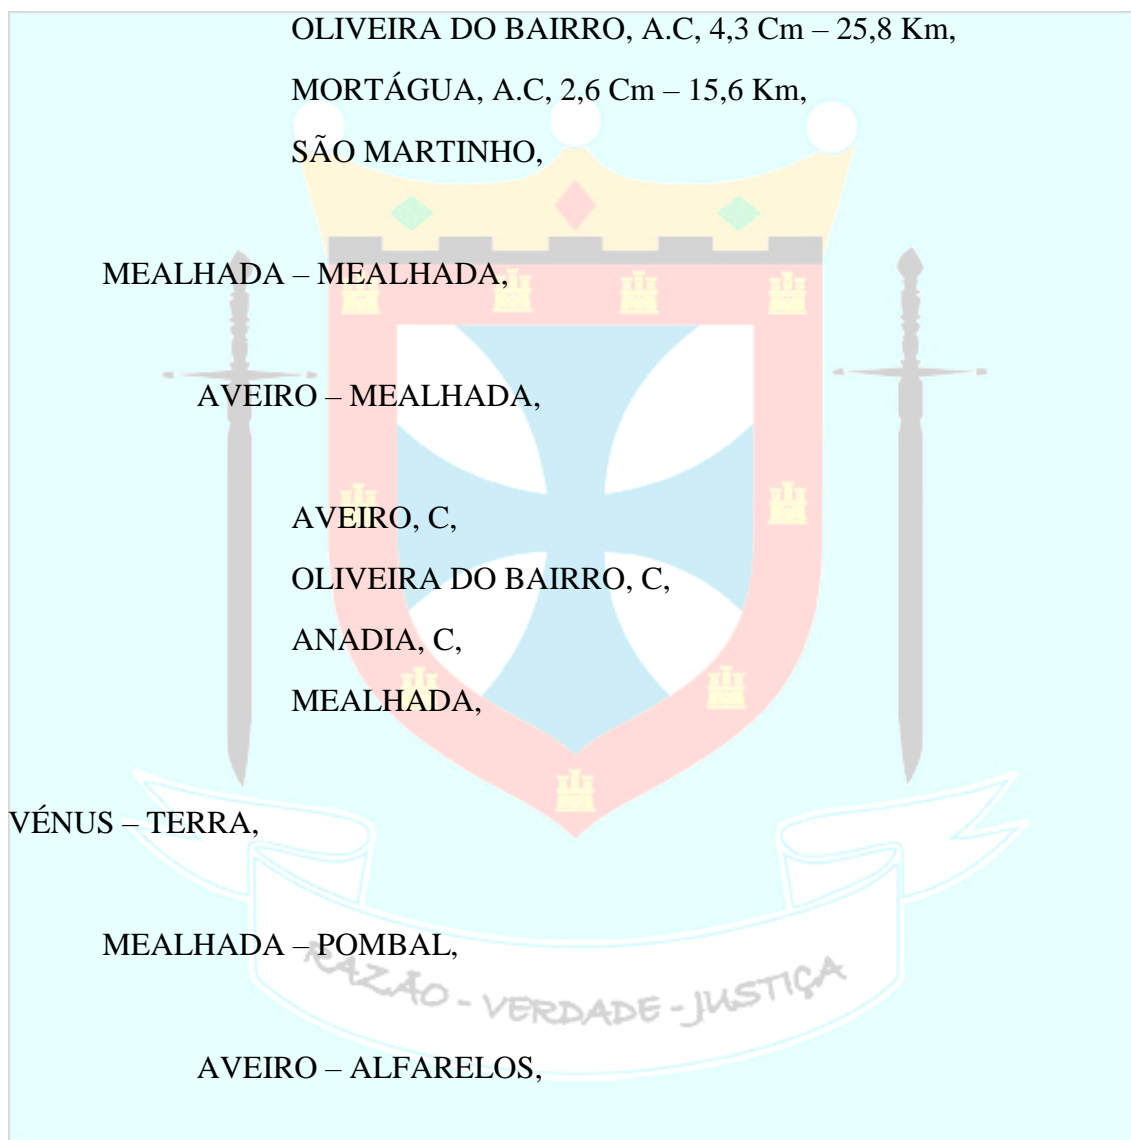 OLIVEIRA DO BAIRRO, A.C, 4,3 Cm – 25,8 Km,
MORTÁGUA, A.C, 2,6 Cm – 15,6 Km,
SÃO MARTINHO,
MEALHADA – MEALHADA,
AVEIRO – MEALHADA,
AVEIRO, C,
OLIVEIRA DO BAIRRO, C,
ANADIA, C,
MEALHADA,
VÉNUS – TERRA,
MEALHADA – POMBAL,
RAZÃO - VERDADE - JUSTIÇA
AVEIRO – ALFARELOS,